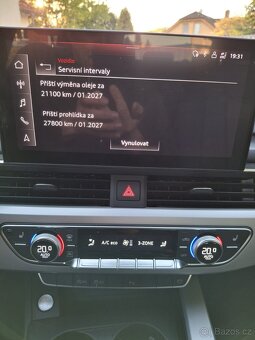 19:31
Vozidlo
Servisní intervaly
Příští výměna oleje za
21100 km / 01.2027
Příští prohlídka za
27800 km / 01.2027
Vynulovat
20.0
A/C eco
3-ZONE
20.0
Bazos.cz